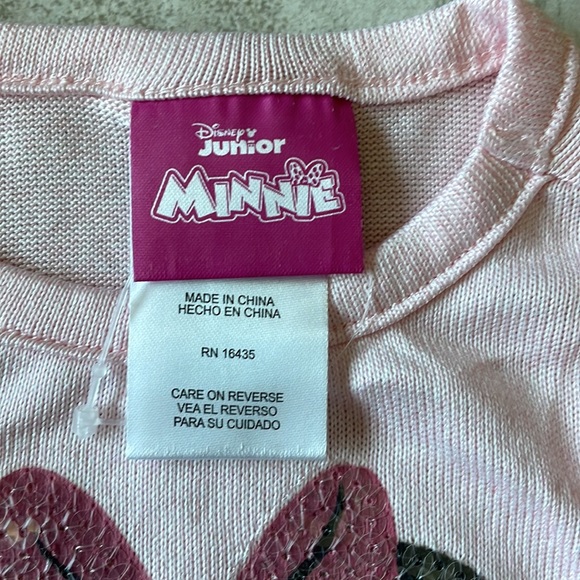 Disney
Junior
MINNIE
MADE IN CHINA
HECHO EN CHINA
RN 16435
CARE ON REVERSE
VEA EL REVERSO
PARA SU CUIDADO